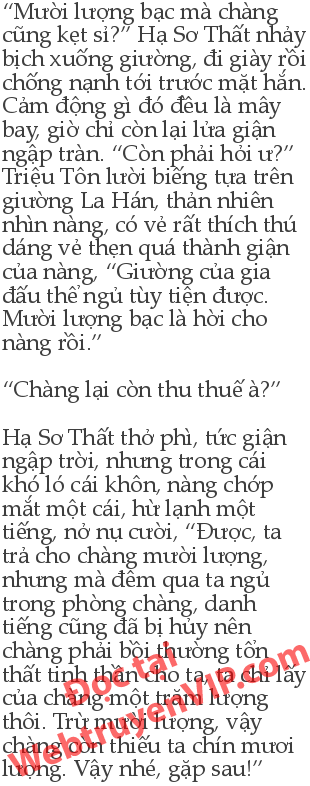 “Mười lượng bạc mà chàng
cũng kẹt sỉ?” Hạ Sơ Thất nhảy
bịch xuống giường, đi giày rồi
chống nạnh tới trước mặt hắn.
Cảm động gì đó đều là mây
bay, giờ chỉ còn lại lửa giận
ngập tràn. “Còn phải hỏi ư?”
Triệu Tôn lười biếng tựa trên
giường La Hán, thản nhiên
nhìn nàng, có vẻ rất thích thú
dáng vẻ thẹn quá thành giận
của nàng, “Giường của gia
đấu thể ngủ tùy tiện được.
Mười lượng bạc là hời cho
nàng rồi.”
“Chàng lại còn thu thuế à?”
Hạ Sơ Thất thở phì, tức giận
ngập trời, nhưng trong cái
khó ló cái khôn, nàng chớp
mắt một cái, hừ lạnh một
tiếng, nở nụ cười, “Được, ta
trả cho chàng mười lượng,
nhưng mà đêm qua ta ngủ
trong phòng chàng, danh
tiếng cũng đã bị hủy nên
chàng phải bồi thường tổn
thất tinh thần cho ta, ta chỉ lấy
của chàng một trăm lượng
thôi. Trừ mười lượng, vậy
chàng còn thiếu ta chín mươi
lượng. Vậy nhé, gặp sau!”
Đọc tại
WebtruyenVIP.com